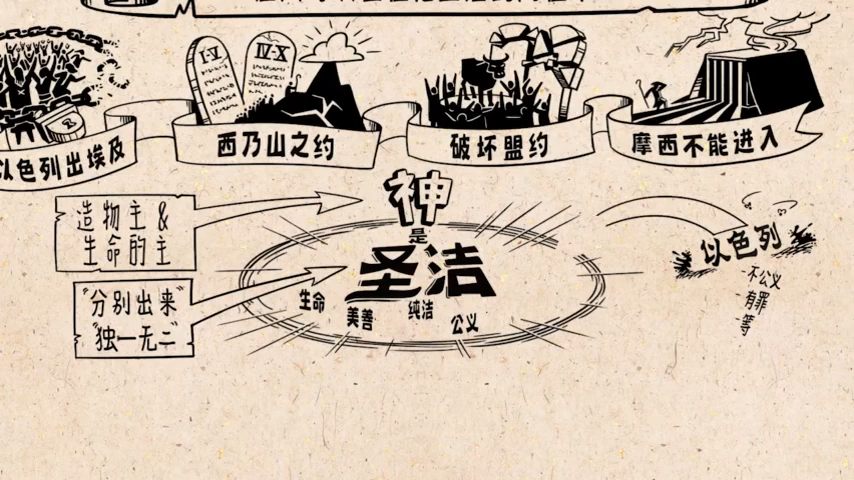 I-V
IV-X
以色列出埃及
西乃山之约
破坏盟约
摩西不能进入
造物主 &
生命的主
"分别出来"
"独一无二"
神
是
圣洁
生命
美善
纯洁
公义
以色列
-不公义
-有罪
-等